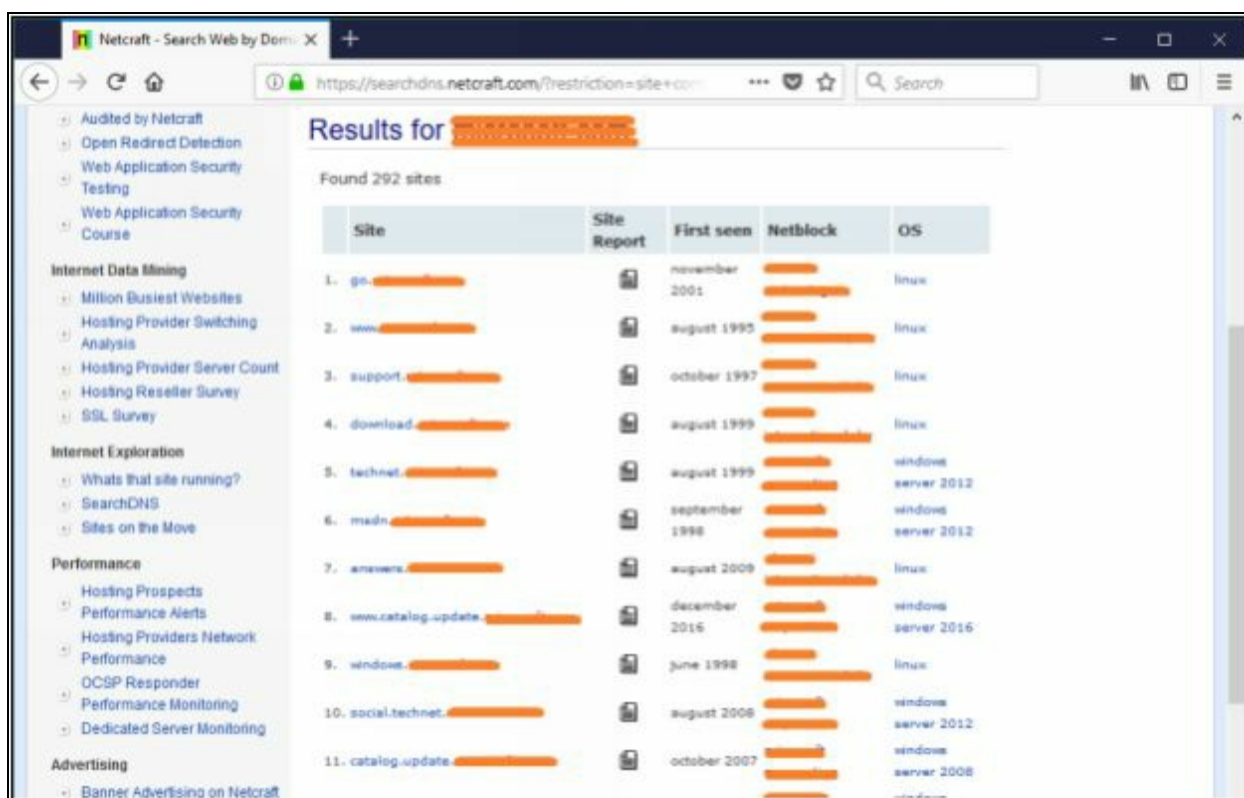 Netcraft - Search Web by Dom
https://searchdns.netcraft.com/?restriction=site+con
Search
Audited by Netcraft
Open Redirect Detection
Web Application Security
Testing
Web Application Security
Course
Internet Data Mining
Million Busiest Websites
Hosting Provider Switching
Analysis
Hosting Provider Server Count
Hosting Reseller Survey
SSL Survey
Internet Exploration
Whats that site running?
SearchDNS
Sites on the Move
Performance
Hosting Prospects
Performance Alerts
Hosting Providers Network
Performance
OCSP Responder
Performance Monitoring
Dedicated Server Monitoring
Advertising
Banner Advertising on Netcraft
Results for
Found 292 sites
Site Site Report First seen Netblock OS
1. go. november 2001 linux
2. www. august 1995 linux
3. support. october 1997 linux
4. download. august 1999 linux
5. technet. august 1999 windows server 2012
6. msdn. september 1998 windows server 2012
7. answers. august 2009 linux
8. www.catalog.update. december 2016 windows server 2016
9. windows. june 1998 linux
10. social.technet. august 2008 windows server 2012
11. catalog.update. october 2007 windows server 2008